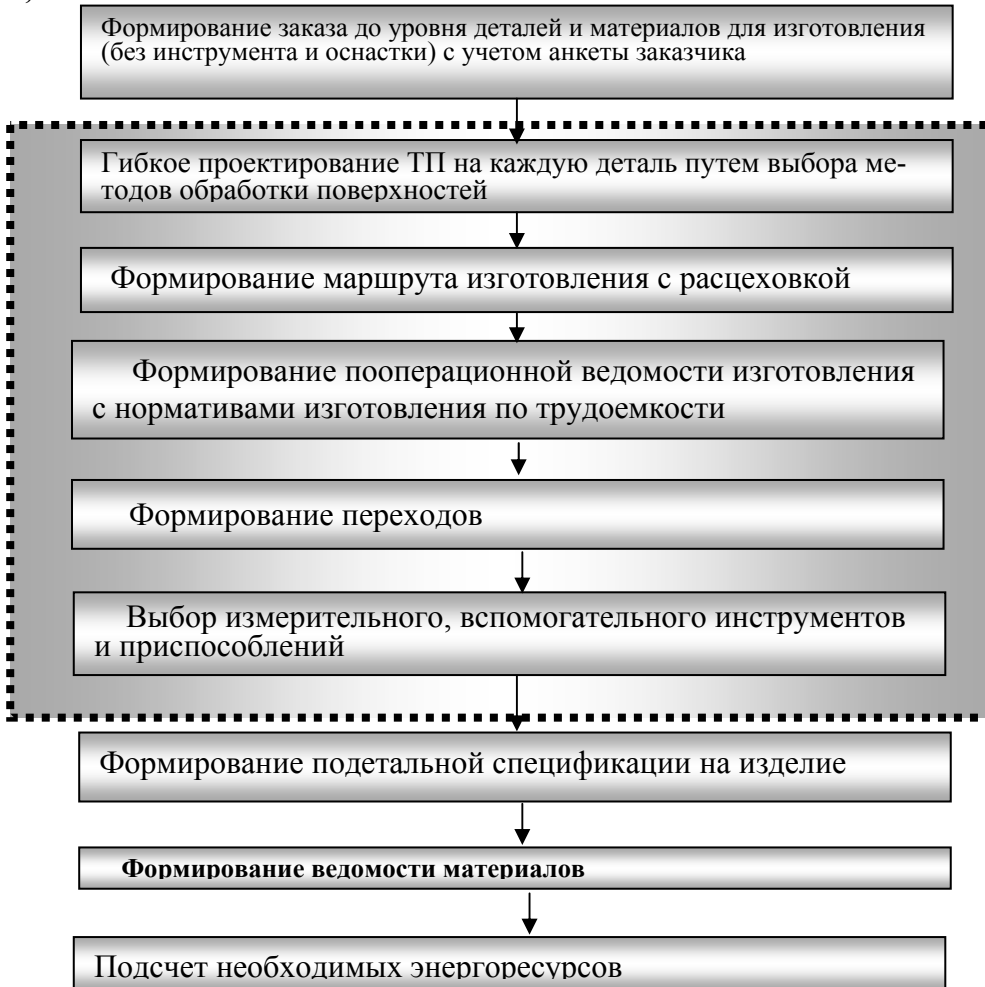 Формирование заказа до уровня деталей и материалов для изготовления
(без инструмента и оснастки) с учетом анкеты заказчика
Гибкое проектирование ТП на каждую деталь путем выбора ме-
тодов обработки поверхностей
Формирование маршрута изготовления с расцеховкой
Формирование пооперационной ведомости изготовления
с нормативами изготовления по трудоемкости
Формирование переходов
Выбор измерительного, вспомогательного инструментов
и приспособлений
Формирование подетальной спецификации на изделие
Формирование ведомости материалов
Подсчет необходимых энергоресурсов